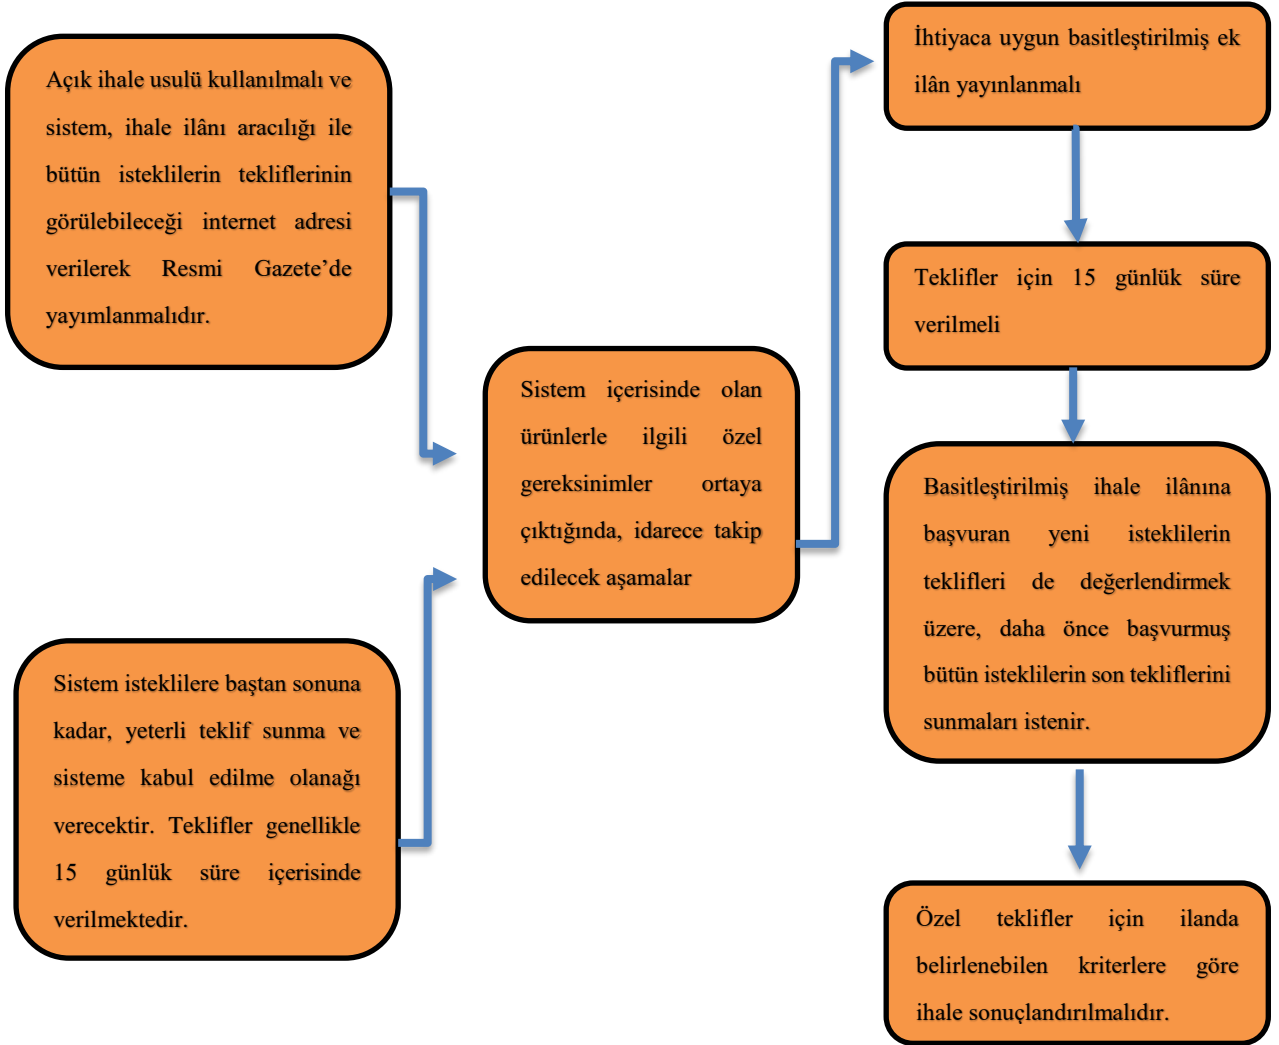 Açık ihale usulü kullanılmalı ve
sistem, ihale ilânı aracılığı ile
bütün isteklilerin tekliflerinin
görülebileceği internet adresi
verilerek Resmi Gazete’de
yayımlanmalıdır.
Sistem isteklilere baştan sonuna
kadar, yeterli teklif sunma ve
sisteme kabul edilme olanağı
verecektir. Teklifler genellikle
15 günlük süre içerisinde
verilmektedir.
Sistem içerisinde olan
ürünlerle ilgili özel
gereksinimler ortaya
çıktığında, idarece takip
edilecek aşamalar
İhtiyaca uygun basitleştirilmiş ek
ilân yayınlanmalı
Teklifler için 15 günlük süre
verilmeli
Basitleştirilmiş ihale ilânına
başvuran yeni isteklilerin
teklifleri de değerlendirmek
üzere, daha önce başvurmuş
bütün isteklilerin son tekliflerini
sunmaları istenir.
Özel teklifler için ilanda
belirlenebilen kriterlere göre
ihale sonuçlandırılmalıdır.